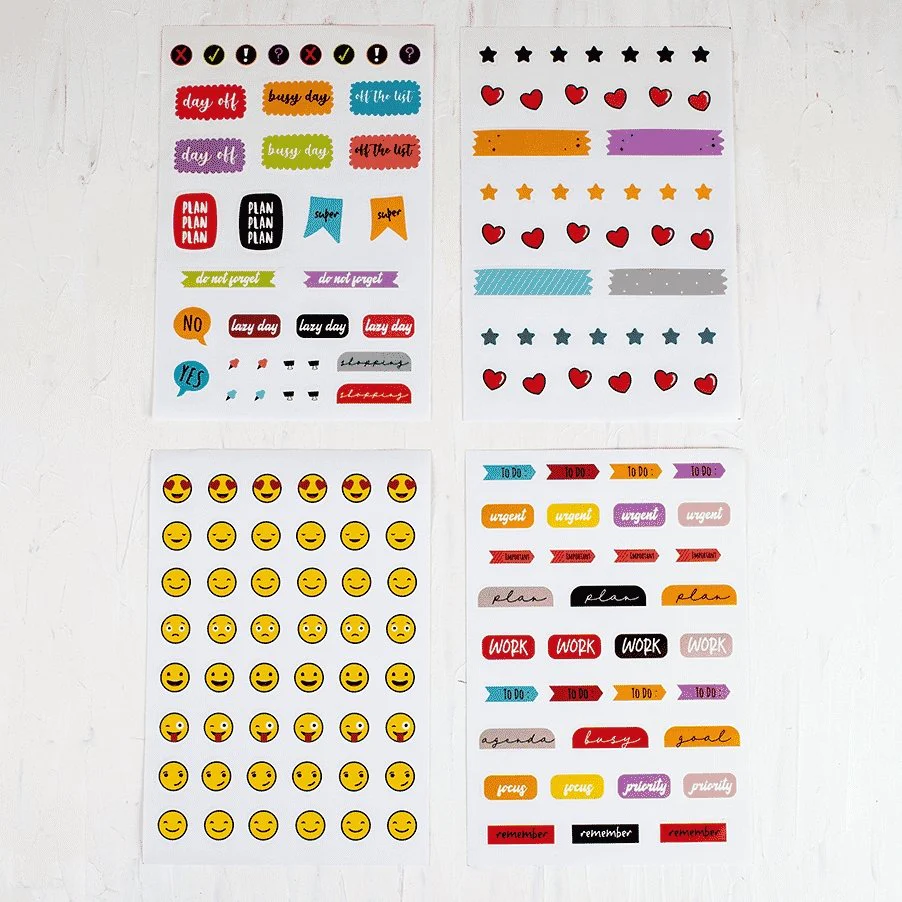 ? ?
day off busy day off the list
day off busy day off the list
PLAN PLAN super super
PLAN PLAN
PLAN PLAN
do not forget do not forget
NO lazy day lazy day lazy day
YES shopping
shopping
TO DO : TO DO : TO DO : TO DO :
urgent urgent urgent urgent
IMPORTANT IMPORTANT IMPORTANT IMPORTANT
plan plan plan
WORK WORK WORK WORK
TO DO : TO DO : TO DO : TO DO :
agenda busy goal
focus focus priority priority
remember remember remember